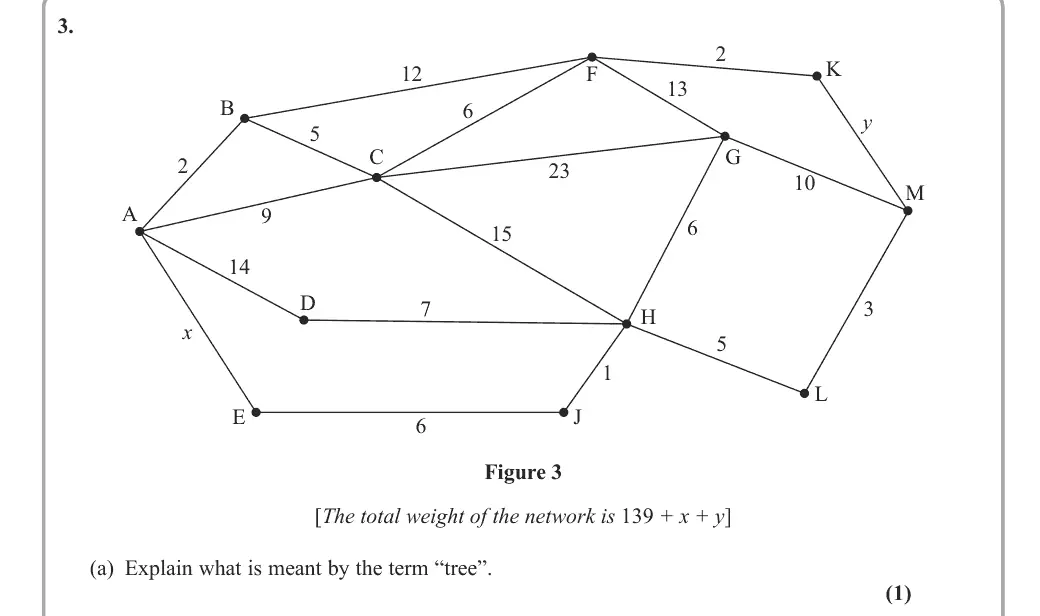 3.
2
K
F
12
13
B
6
y
5
C
G
2
23
10
M
A
9
15
6
14
D
7
H
3
x
5
1
L
E
J
6
Figure 3
[The total weight of the network is 139 + x + y]
(a) Explain what is meant by the term “tree”.
(1)